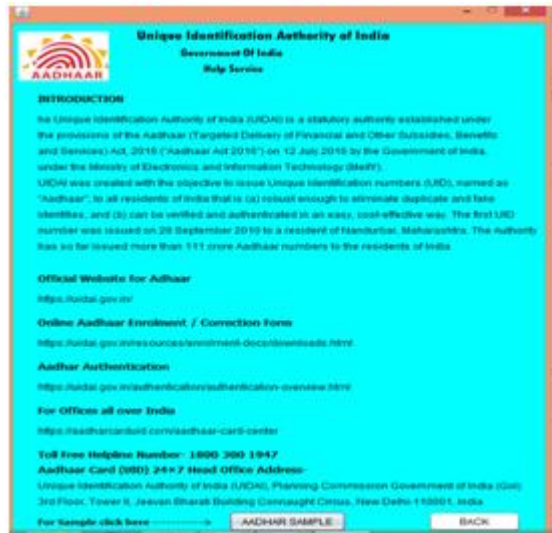 Unique Identification Authority of India
Government Of India
Help Service
AADHAAR
INTRODUCTION
he Unique Identification Authority of India (UIDAI) is a statutory authority established under
the provisions of the Aadhaar (Targeted Delivery of Financial and Other Subsidies, Benefits
and Services) Act, 2016 ("Aadhaar Act 2016") on 12 July 2016 by the Government of India,
under the Ministry of Electronics and Information Technology (MeitY).
UIDAI was created with the objective to issue Unique Identification numbers (UID), named as
"Aadhaar", to all residents of India that is (a) robust enough to eliminate duplicate and fake
identities, and (b) can be verified and authenticated in an easy, cost-effective way. The first UID
number was issued on 29 September 2010 to a resident of Nandurbar, Maharashtra. The Authority
has so far issued more than 111 crore Aadhaar numbers to the residents of India
Official Website for Adhaar
https://uidai.gov.in/
Online Aadhaar Enrolment / Correction Form
https://uidai.gov.in/resources/enrolment-docs/downloads.html
Aadhar Authentication
https://uidai.gov.in/authentication/authentication-overview.html
For Offices all over India
https://aadharcarduid.com/aadhaar-card-center
Toll Free Helpline Number- 1800 300 1947
Aadhaar Card (UID) 24×7 Head Office Address-
Unique Identification Authority of India (UIDAI), Planning Commission Government of India (GoI)
3rd Floor, Tower II, Jeevan Bharati Building Connaught Circus, New Delhi-110001, India
For Sample click here ------------> AADHAR SAMPLE BACK